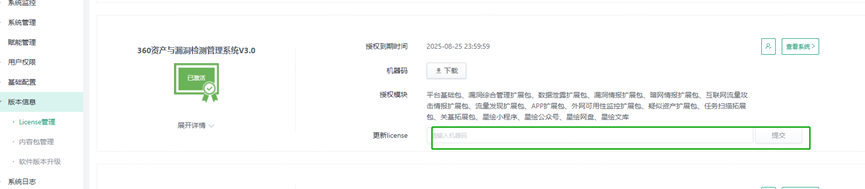 系统监控
系统管理
赋能管理
用户权限
基础配置
版本信息
License管理
内容包管理
软件版本升级
系统日志
360资产与漏洞检测管理系统V3.0
已激活
展开详情
授权到期时间 2025-08-25 23:59:59
查看系统 >
机器码 下载
授权模块 平台基础包、漏洞综合管理扩展包、数据泄露扩展包、漏洞情报扩展包、暗网情报扩展包、互联网流量攻
击情报扩展包、流量发现扩展包、APP扩展包、外网可用性监控扩展包、疑似资产扩展包、任务扫描拓展
包、关基拓展包、星绘小程序、星绘公众号、星绘网盘、星绘文库
更新license 请输入机器码 提交